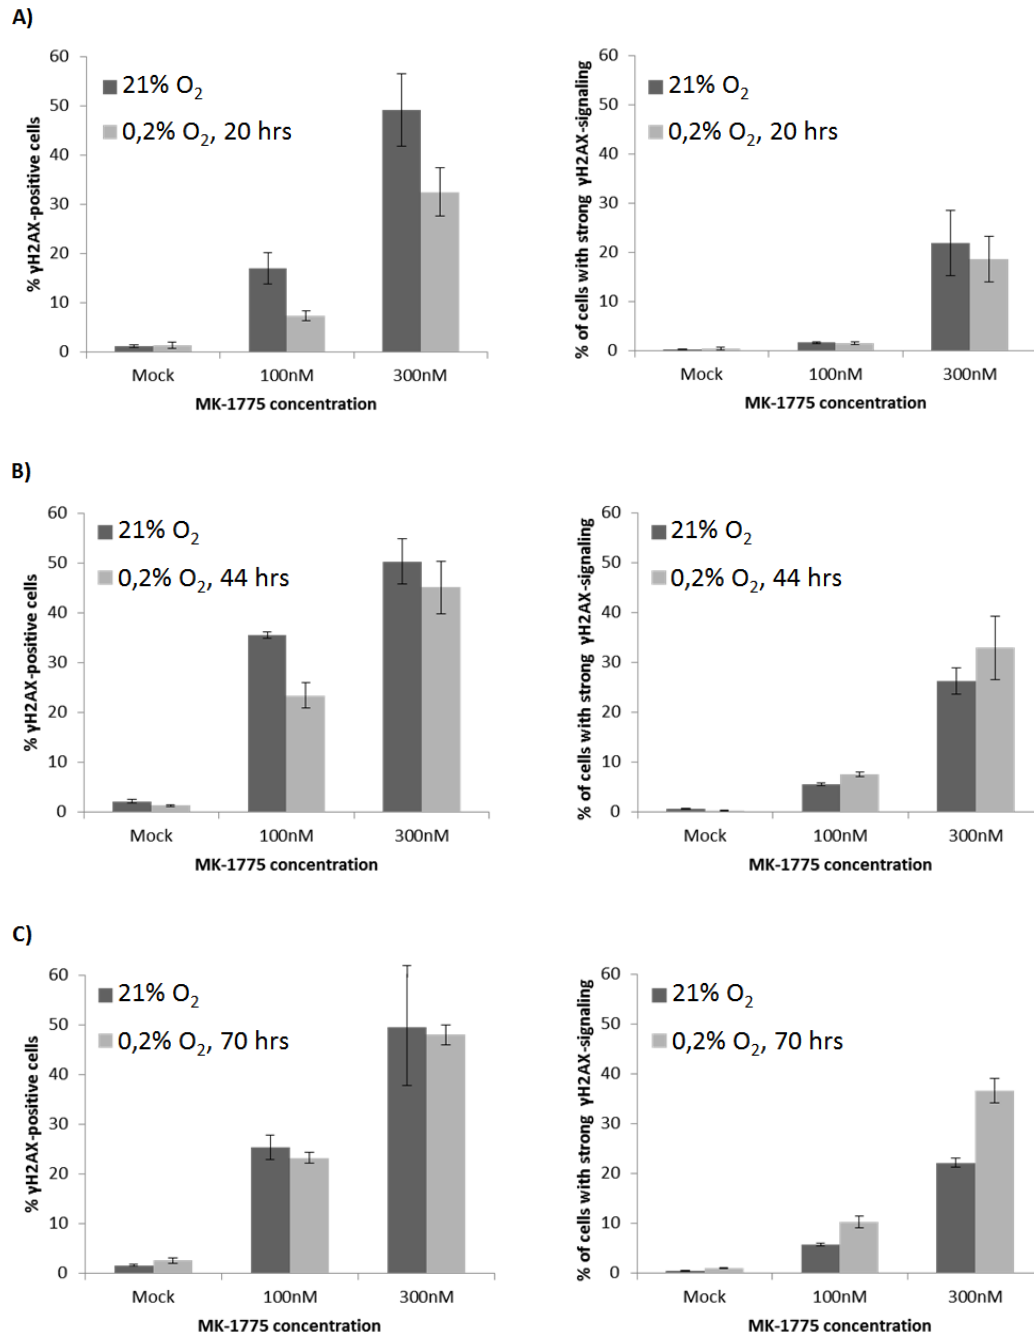 A)
60
50
40
30
20
10
0
% γH2AX-positive cells
21% O2
0,2% O2, 20 hrs
Mock
100nM
300nM
MK-1775 concentration
60
50
40
30
20
10
0
% of cells with strong γH2AX-signaling
21% O2
0,2% O2, 20 hrs
Mock
100nM
300nM
MK-1775 concentration
B)
60
50
40
30
20
10
0
% γH2AX-positive cells
21% O2
0,2% O2, 44 hrs
Mock
100nM
300nM
MK-1775 concentration
60
50
40
30
20
10
0
% of cells with strong γH2AX-signaling
21% O2
0,2% O2, 44 hrs
Mock
100nM
300nM
MK-1775 concentration
C)
60
50
40
30
20
10
0
% γH2AX-positive cells
21% O2
0,2% O2, 70 hrs
Mock
100nM
300nM
MK-1775 concentration
60
50
40
30
20
10
0
% of cells with strong γH2AX-signaling
21% O2
0,2% O2, 70 hrs
Mock
100nM
300nM
MK-1775 concentration